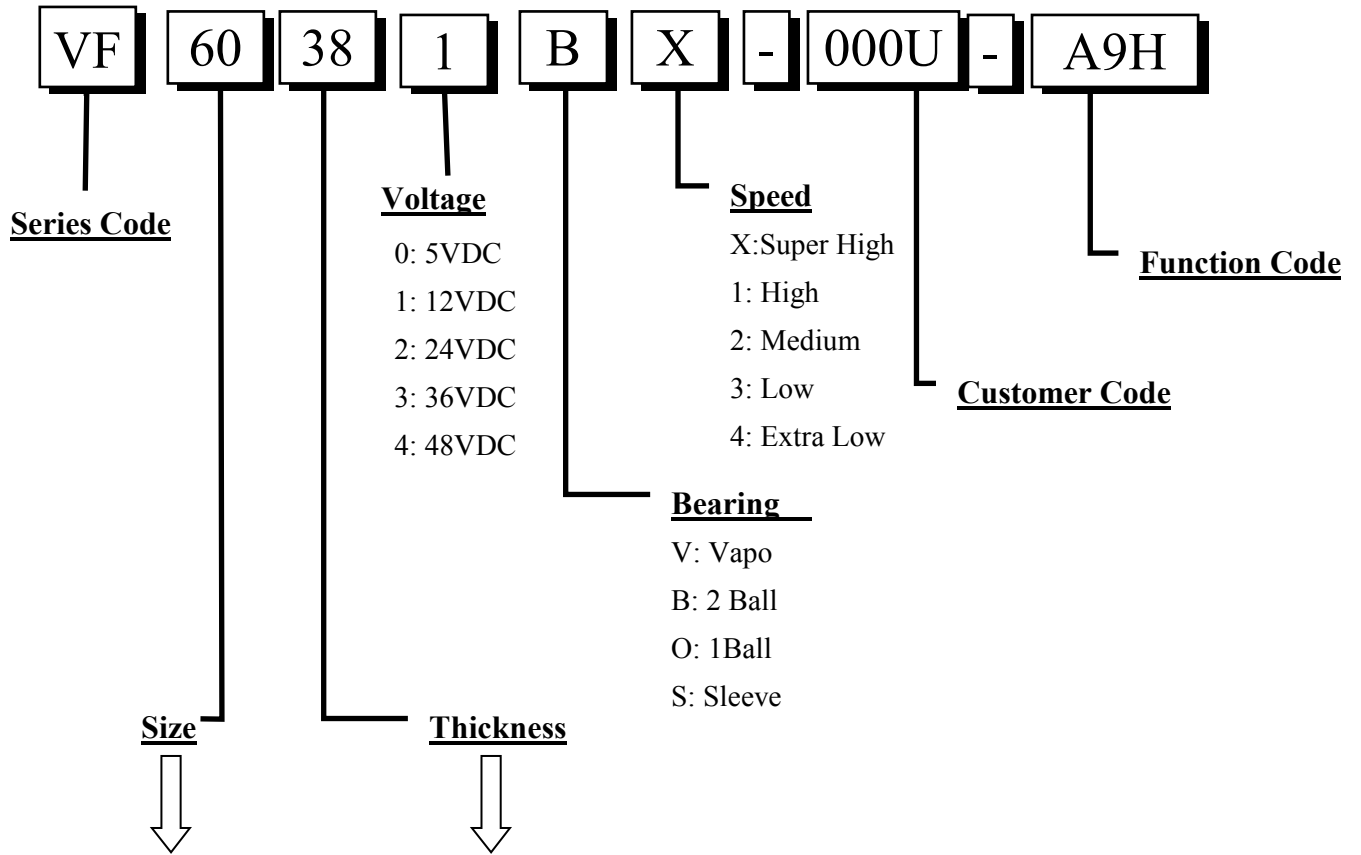 VF 60 38 1 B X - 000U - A9H
Series Code
Voltage
0: 5VDC
1: 12VDC
2: 24VDC
3: 36VDC
4: 48VDC
Speed
X:Super High
1: High
2: Medium
3: Low
4: Extra Low
Function Code
Customer Code
Bearing
V: Vapo
B: 2 Ball
O: 1Ball
S: Sleeve
Size
Thickness